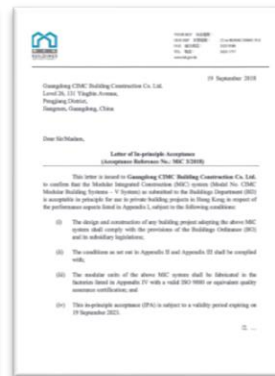 19 September 2018
Guangdong CIMC Building Construction Co. Ltd.
Level 26, 131 Yingbin Avenue,
Pengjiang District,
Jiangmen, Guangdong, China
Dear Sir/Madam,
Letter of In-principle Acceptance
(Acceptance Reference No.: MIC 3/2018)
This letter is issued to Guangdong CIMC Building Construction Co. Ltd.
to confirm that the Modular Integrated Construction (MIC) system (Model No. CIMC
Modular Building Systems – V System) as submitted to the Buildings Department (BD)
is acceptable in principle for use in private building projects in Hong Kong in respect of
the performance aspects listed in Appendix I, subject to the following conditions:
(i) The design and construction of any building project adopting the above MIC
system shall comply with the provisions of the Buildings Ordinance (BO)
and its subsidiary legislations;
(ii) The conditions as set out in Appendix II and Appendix III shall be complied
with;
(iii) The modular units of the above MIC system shall be fabricated in the
factories listed in Appendix IV with a valid ISO 9001 or equivalent quality
assurance certification; and
(iv) This in-principle acceptance (IPA) is subject to a validity period expiring on
19 September 2023.